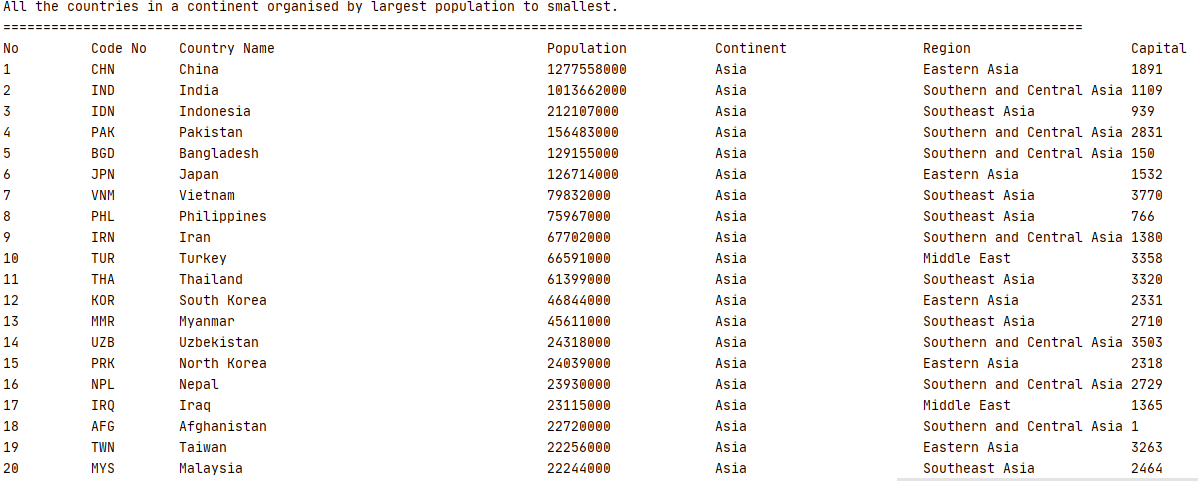 All the countries in a continent organised by largest population to smallest.
=======================================================================================================================================
No Code No Country Name Population Continent Region Capital
1 CHN China 1277558000 Asia Eastern Asia 1891
2 IND India 1013662000 Asia Southern and Central Asia 1109
3 IDN Indonesia 212107000 Asia Southeast Asia 939
4 PAK Pakistan 156483000 Asia Southern and Central Asia 2831
5 BGD Bangladesh 129155000 Asia Southern and Central Asia 150
6 JPN Japan 126714000 Asia Eastern Asia 1532
7 VNM Vietnam 79832000 Asia Southeast Asia 3770
8 PHL Philippines 75967000 Asia Southeast Asia 766
9 IRN Iran 67702000 Asia Southern and Central Asia 1380
10 TUR Turkey 66591000 Asia Middle East 3358
11 THA Thailand 61399000 Asia Southeast Asia 3320
12 KOR South Korea 46844000 Asia Eastern Asia 2331
13 MMR Myanmar 45611000 Asia Southeast Asia 2710
14 UZB Uzbekistan 24318000 Asia Southern and Central Asia 3503
15 PRK North Korea 24039000 Asia Eastern Asia 2318
16 NPL Nepal 23930000 Asia Southern and Central Asia 2729
17 IRQ Iraq 23115000 Asia Middle East 1365
18 AFG Afghanistan 22720000 Asia Southern and Central Asia 1
19 TWN Taiwan 22256000 Asia Eastern Asia 3263
20 MYS Malaysia 22244000 Asia Southeast Asia 2464